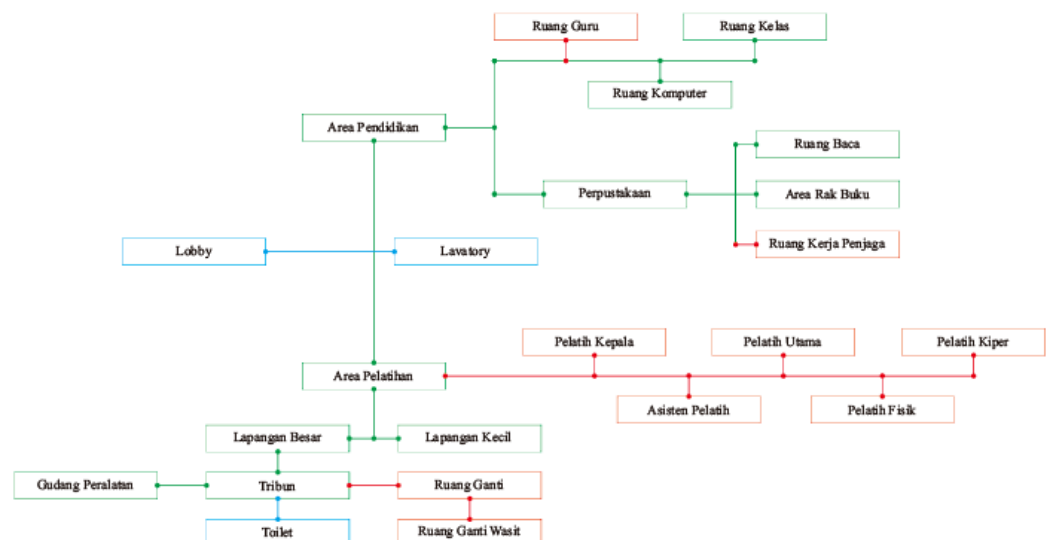 Ruang Guru
Ruang Kelas
Ruang Komputer
Area Pendidikan
Ruang Baca
Perpustakaan
Area Rak Buku
Ruang Kerja Penjaga
Lobby
Lavatory
Pelatih Kepala
Pelatih Utama
Pelatih Kiper
Area Pelatihan
Asisten Pelatih
Pelatih Fisik
Lapangan Besar
Lapangan Kecil
Gudang Peralatan
Tribun
Ruang Ganti
Toilet
Ruang Ganti Wasit